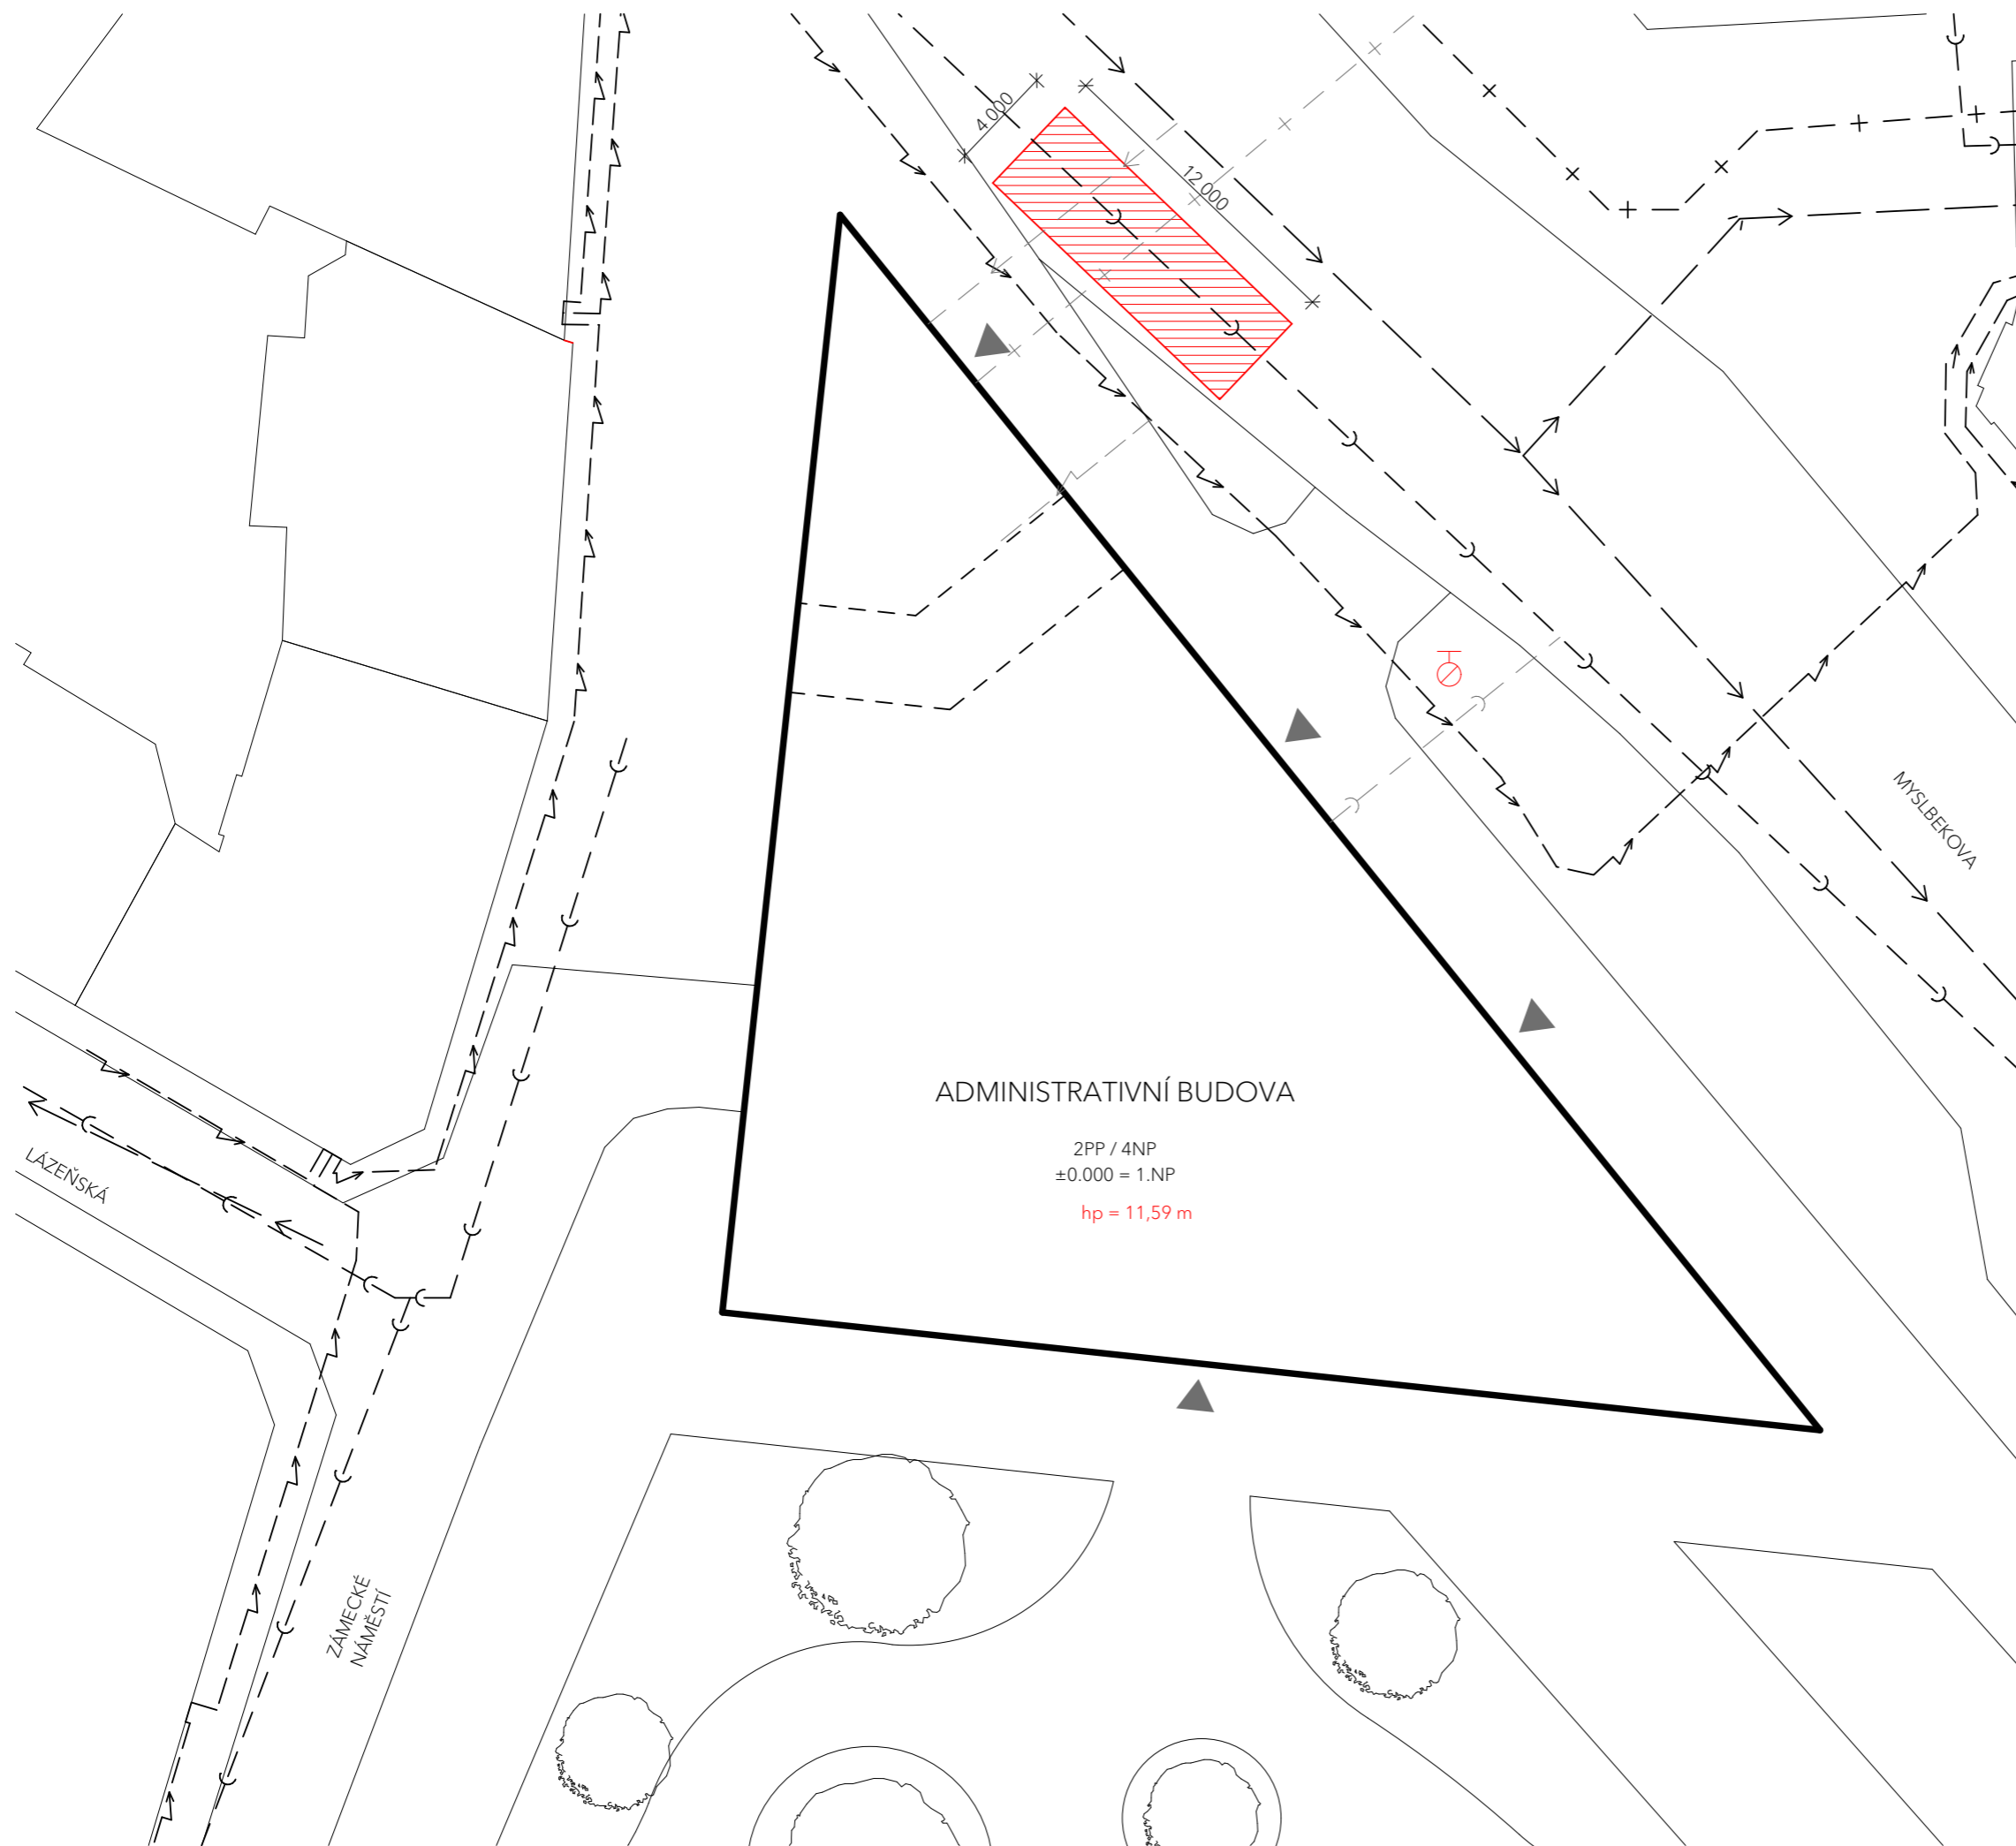 4 000
12 000
MYSLBEKOVA
ADMINISTRATIVNÍ BUDOVA
2PP / 4NP
±0.000 = 1.NP
hp = 11,59 m
LÁZEŇSKÁ
ZÁMECKÉ
NÁMĚSTÍ